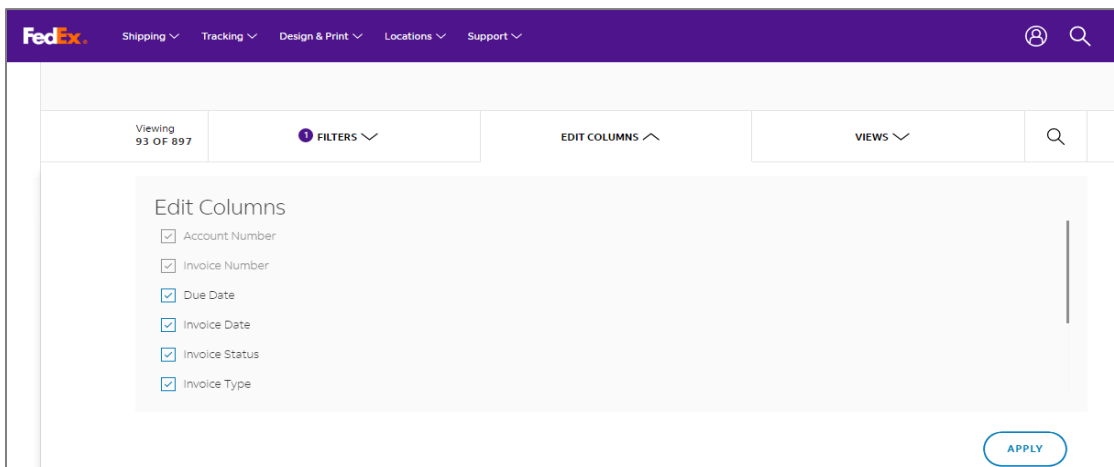 FedEx. Shipping Tracking Design & Print Locations Support
Viewing
93 OF 897
1 FILTERS
EDIT COLUMNS
VIEWS
Edit Columns
Account Number
Invoice Number
Due Date
Invoice Date
Invoice Status
Invoice Type
APPLY